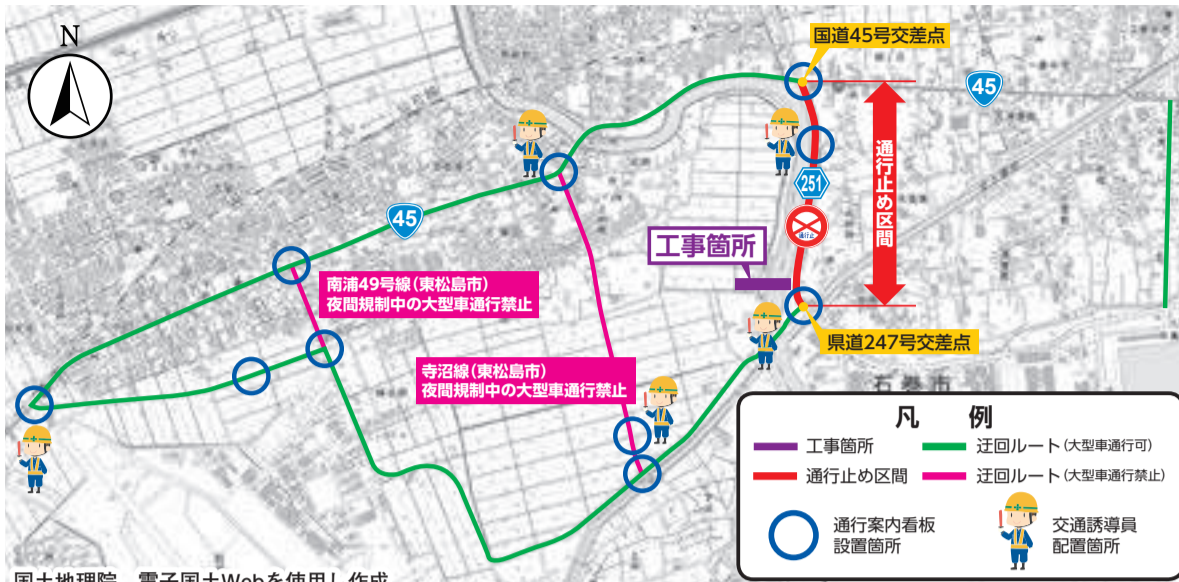 N
国道45号交差点
45
通行止め区間
251
通行止
45
工事箇所
南浦49号線(東松島市)
夜間規制中の大型車通行禁止
県道247号交差点
寺沼線(東松島市)
夜間規制中の大型車通行禁止
石巻市
凡 例
工事箇所
迂回ルート(大型車通行可)
通行止め区間
迂回ルート(大型車通行禁止)
通行案内看板
設置箇所
交通誘導員
配置箇所
国土地理院 電子国土Webを使用し作成